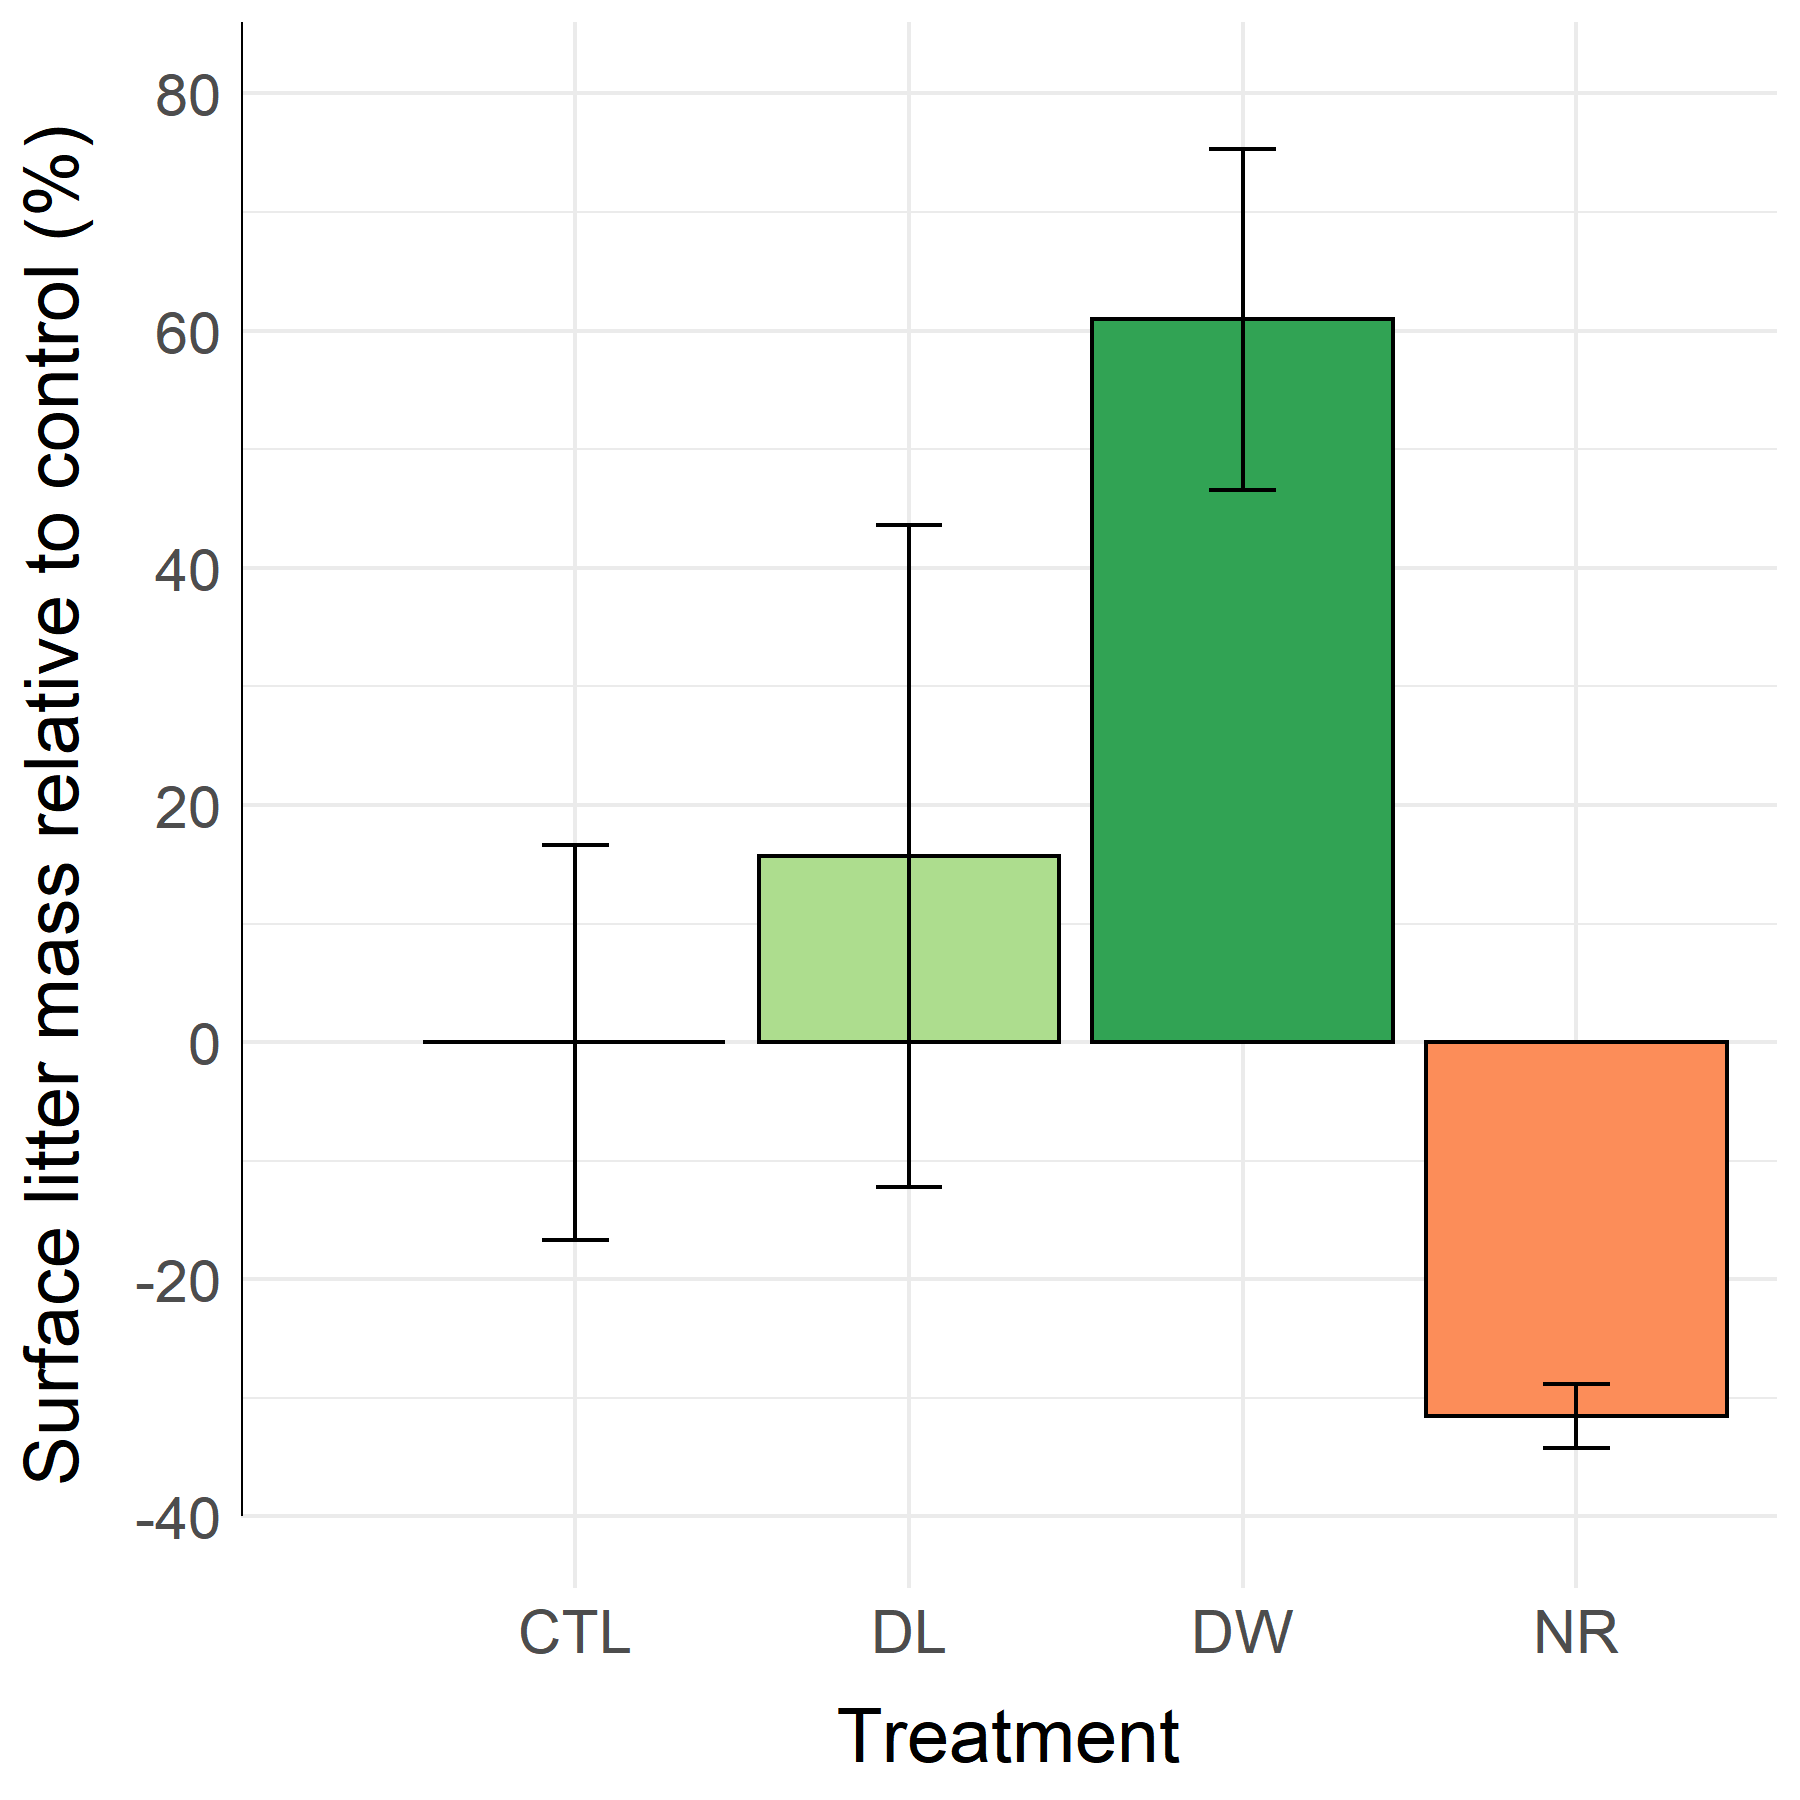 Surface litter mass relative to control (%)
80
60
40
20
0
-20
-40
CTL DL DW NR
Treatment